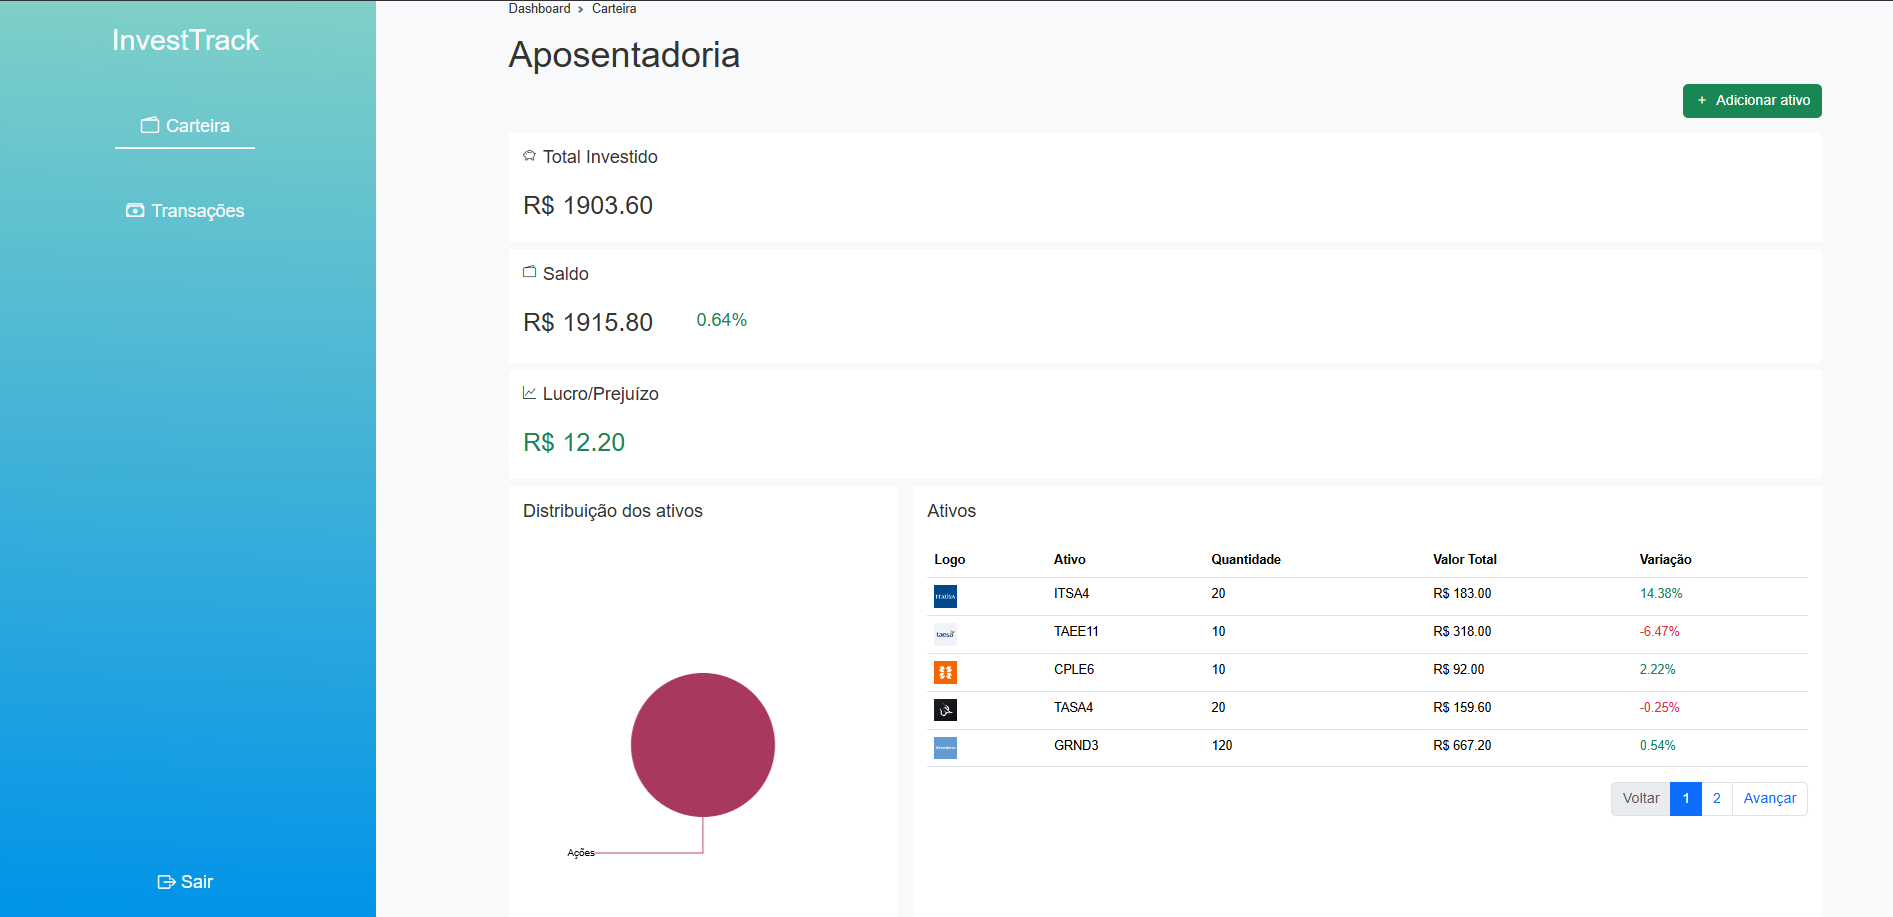 InvestTrack
Carteira
Transações
Sair
Dashboard > Carteira
Aposentadoria
+ Adicionar ativo
Total Investido
R$ 1903.60
Saldo
R$ 1915.80 0.64%
Lucro/Prejuízo
R$ 12.20
Distribuição dos ativos
Ações
Ativos
Logo Ativo Quantidade Valor Total Variação
ITAÚSA ITSA4 20 R$ 183.00 14.38%
taesa TAEE11 10 R$ 318.00 -6.47%
CPLE6 10 R$ 92.00 2.22%
TASA4 20 R$ 159.60 -0.25%
GRND3 120 R$ 667.20 0.54%
Voltar 1 2 Avançar